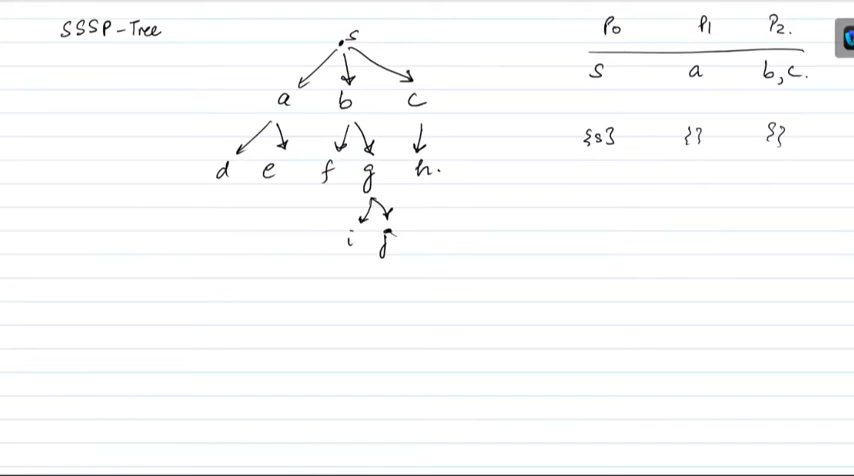 SSSP-Tree
.s
P0 P1 P2.
s a b,c.
a b c
{s} {} {}
d e f g h.
i j